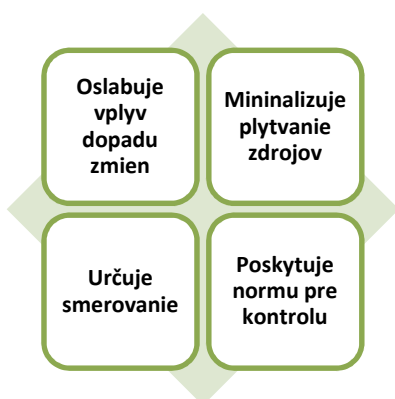 Oslabuje
vplyv
dopadu
zmien
Mininalizuje
plytvanie
zdrojov
Určuje
smerovanie
Poskytuje
normu pre
kontrolu